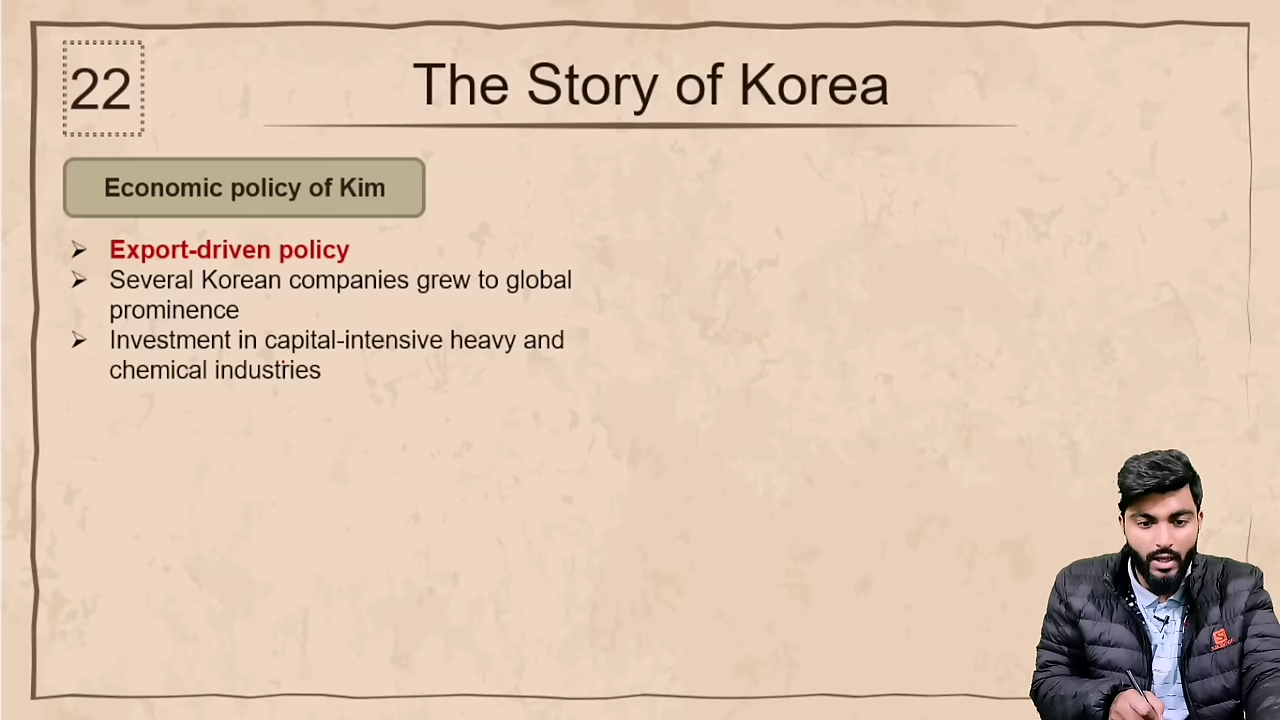 22
The Story of Korea
Economic policy of Kim
➢ Export-driven policy
➢ Several Korean companies grew to global
prominence
➢ Investment in capital-intensive heavy and
chemical industries